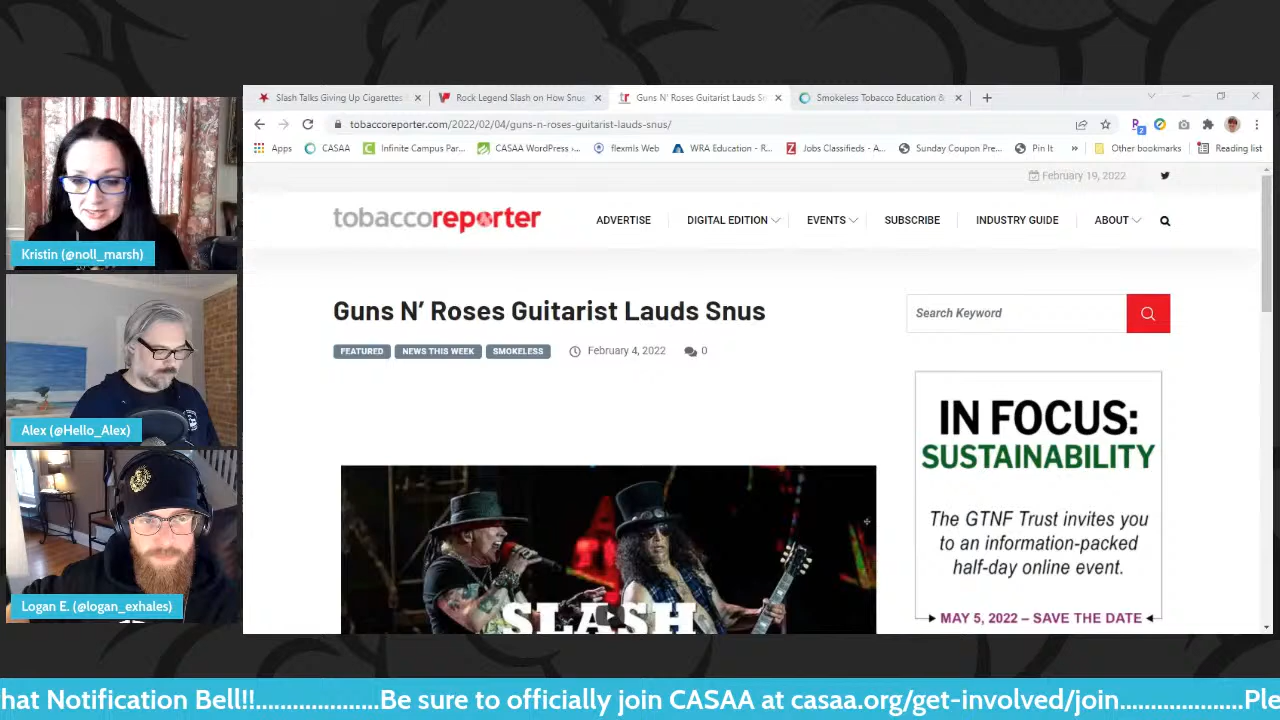 Slash Talks Giving Up Cigarettes &
Rock Legend Slash on How Snus
Guns N' Roses Guitarist Lauds Sn
Smokeless Tobacco Education &
tobaccoreporter.com/2022/02/04/guns-n-roses-guitarist-lauds-snus/
Apps CASAA Infinite Campus Par... CASAA WordPress ›... flexmls Web WRA Education - R... Jobs Classifieds - A... Sunday Coupon Pre... Pin It » Other bookmarks Reading list
February 19, 2022
tobaccoreporter ADVERTISE DIGITAL EDITION EVENTS SUBSCRIBE INDUSTRY GUIDE ABOUT
Guns N' Roses Guitarist Lauds Snus
FEATURED NEWS THIS WEEK SMOKELESS February 4, 2022 0
SLASH
Search Keyword
IN FOCUS:
SUSTAINABILITY
The GTNF Trust invites you
to an information-packed
half-day online event.
MAY 5, 2022 – SAVE THE DATE
Kristin (@noll_marsh)
Alex (@Hello_Alex)
Logan E. (@logan_exhales)
hat Notification Bell!!....................Be sure to officially join CASAA at casaa.org/get-involved/join....................Ple